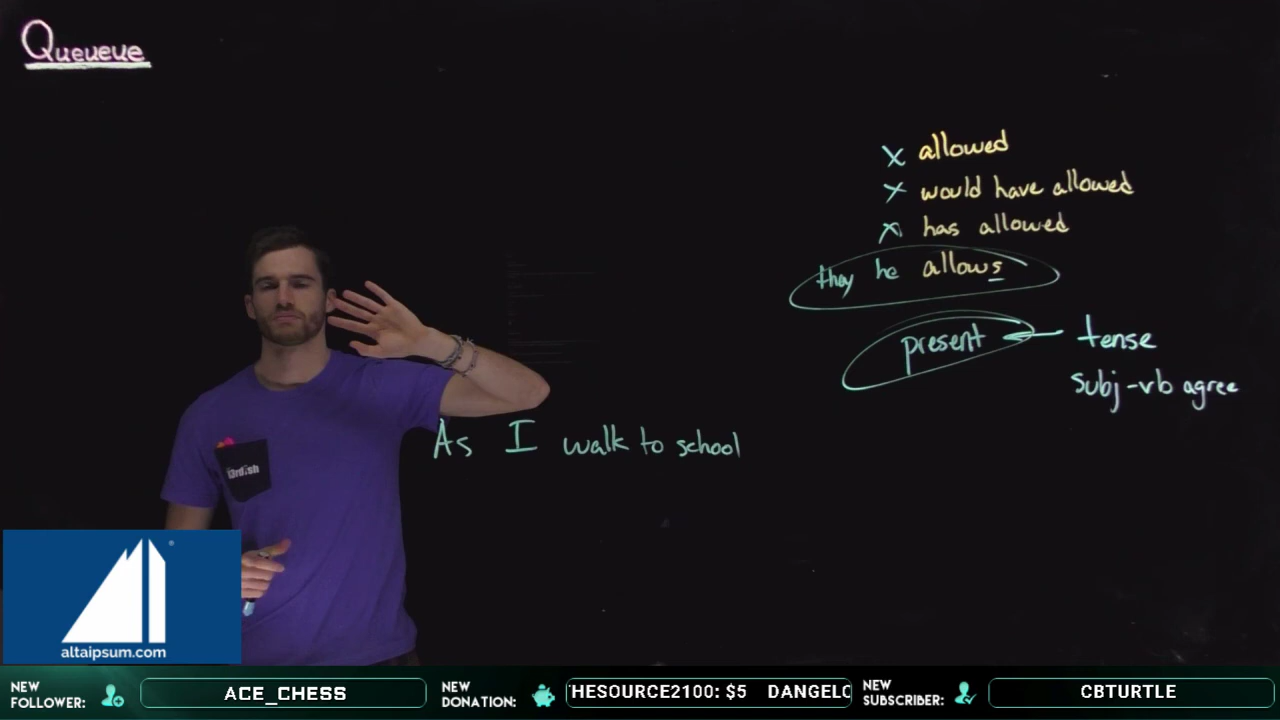 Queueue
x allowed
x would have allowed
x has allowed
they he allows
present
tense
subj-vb agree
As I walk to school
altaipsum.com
NEW FOLLOWER:
ACE_CHESS
NEW DONATION:
HESOURCE2100: $5 DANGELO
NEW SUBSCRIBER:
CBTURTLE